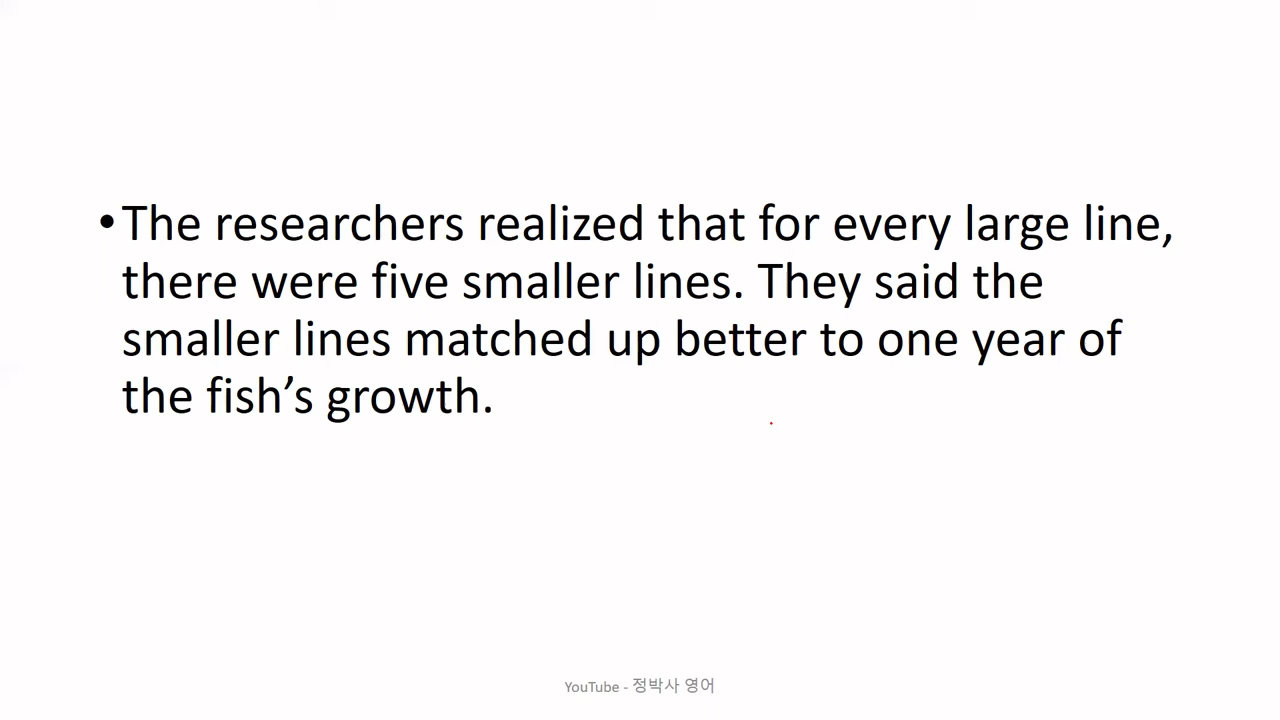 •The researchers realized that for every large line,
there were five smaller lines. They said the
smaller lines matched up better to one year of
the fish’s growth.
YouTube - 정박사 영어